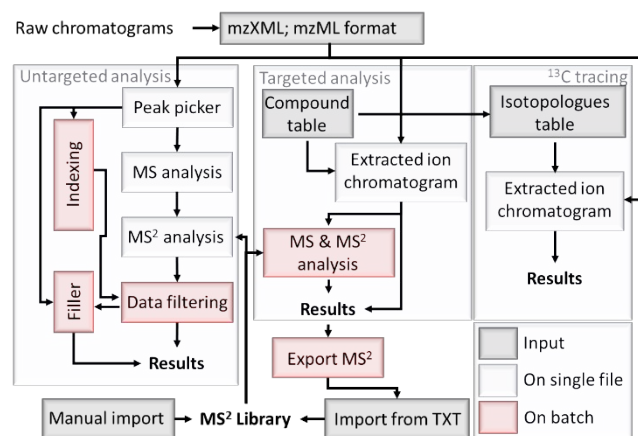 Raw chromatograms
mzXML; mzML format
Untargeted analysis
Peak picker
Indexing
MS analysis
MS² analysis
Filler
Data filtering
Results
Targeted analysis
Compound
table
Extracted ion
chromatogram
MS & MS²
analysis
Results
Export MS²
Manual import
MS² Library
Import from TXT
¹³C tracing
Isotopologues
table
Extracted ion
chromatogram
Results
Input
On single file
On batch